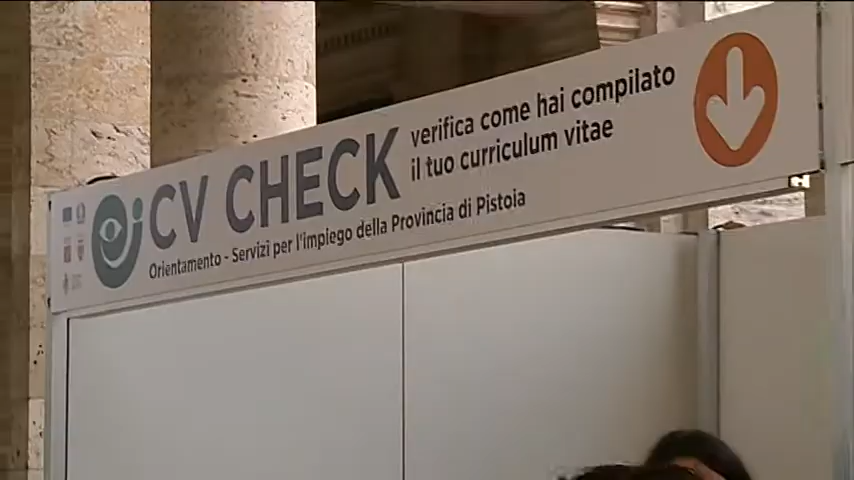 CV CHECK
verifica come hai compilato
il tuo curriculum vitae
Orientamento - Servizi per l'impiego della Provincia di Pistoia